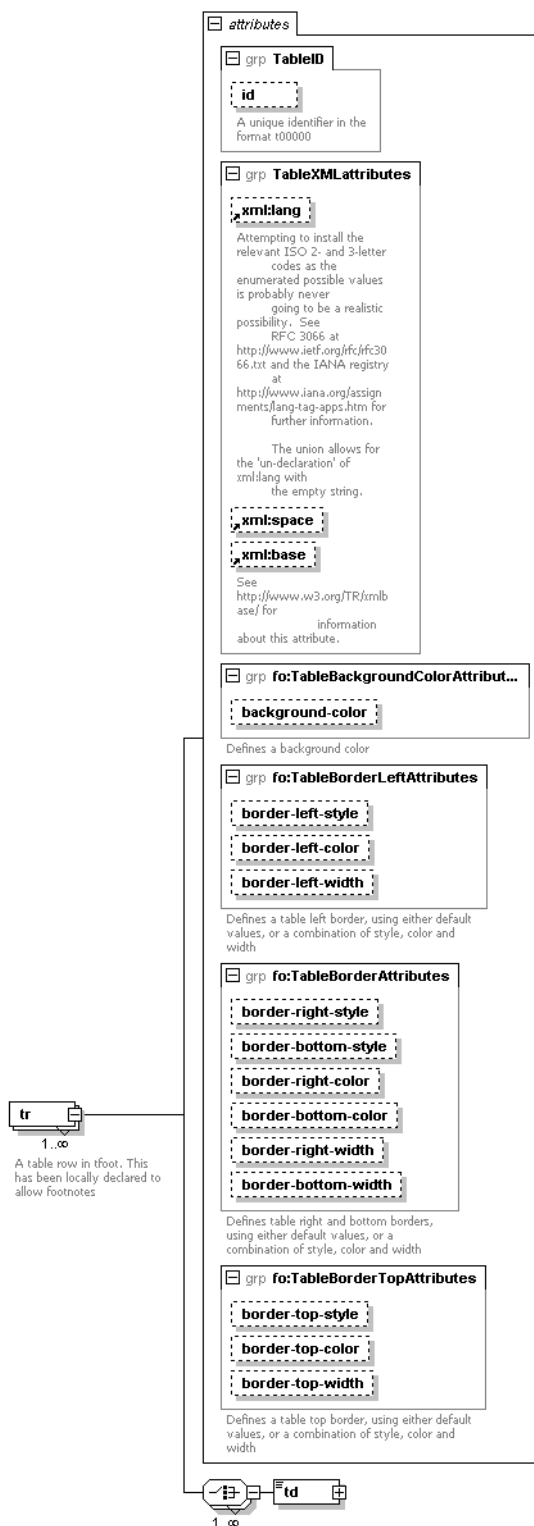 attributes
grp TableID
id
A unique identifier in the
format t00000
grp TableXMLattributes
xml:lang
Attempting to install the
relevant ISO 2- and 3-letter
codes as the
enumerated possible values
is probably never
going to be a realistic
possibility. See
RFC 3066 at
http://www.ietf.org/rfc/rfc30
66.txt and the IANA registry
at
http://www.iana.org/assign
ments/lang-tag-apps.htm for
further information.
The union allows for
the 'un-declaration' of
xml:lang with
the empty string.
xml:space
xml:base
See
http://www.w3.org/TR/xmlb
ase/ for
information
about this attribute.
grp fo:TableBackgroundColorAttribut...
background-color
Defines a background color
grp fo:TableBorderLeftAttributes
border-left-style
border-left-color
border-left-width
Defines a table left border, using either default
values, or a combination of style, color and
width
grp fo:TableBorderAttributes
border-right-style
border-bottom-style
border-right-color
border-bottom-color
border-right-width
border-bottom-width
Defines table right and bottom borders,
using either default values, or a
combination of style, color and width
tr
1..∞
A table row in tfoot. This
has been locally declared to
allow footnotes
grp fo:TableBorderTopAttributes
border-top-style
border-top-color
border-top-width
Defines a table top border, using either default
values, or a combination of style, color and
width
td
1..∞